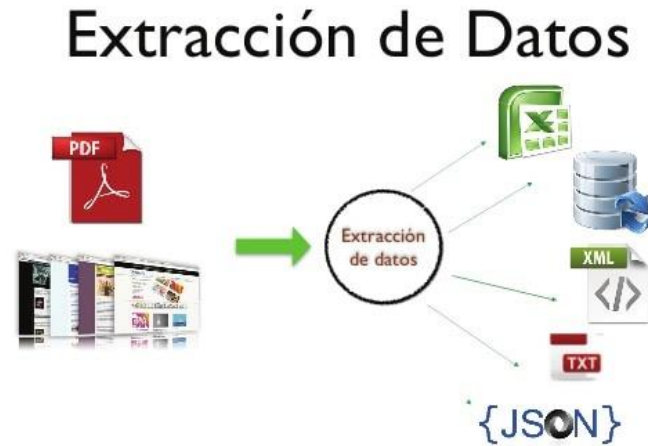 Extracción de Datos
PDF
Extracción
de datos
XML
TXT
{JSON}